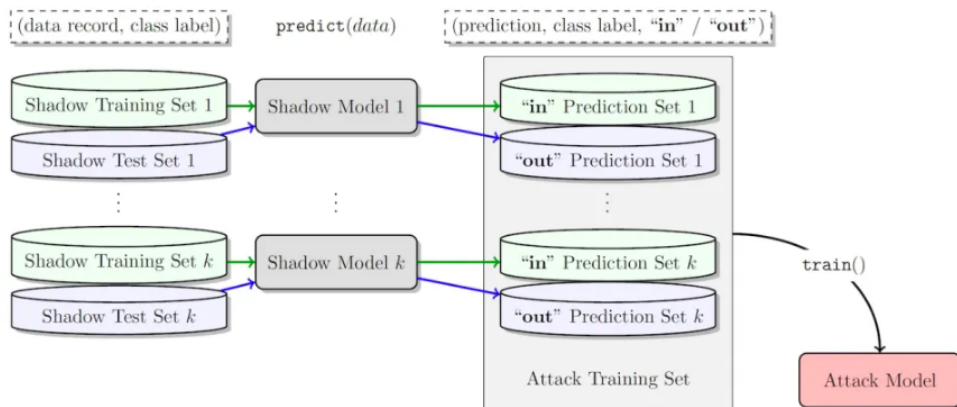 (data record, class label)
predict(data)
(prediction, class label, “in” / “out”)
Shadow Training Set 1
Shadow Model 1
“in” Prediction Set 1
Shadow Test Set 1
“out” Prediction Set 1
⋮ ⋮ ⋮
Shadow Training Set k
Shadow Model k
“in” Prediction Set k
train()
Shadow Test Set k
“out” Prediction Set k
Attack Training Set
Attack Model